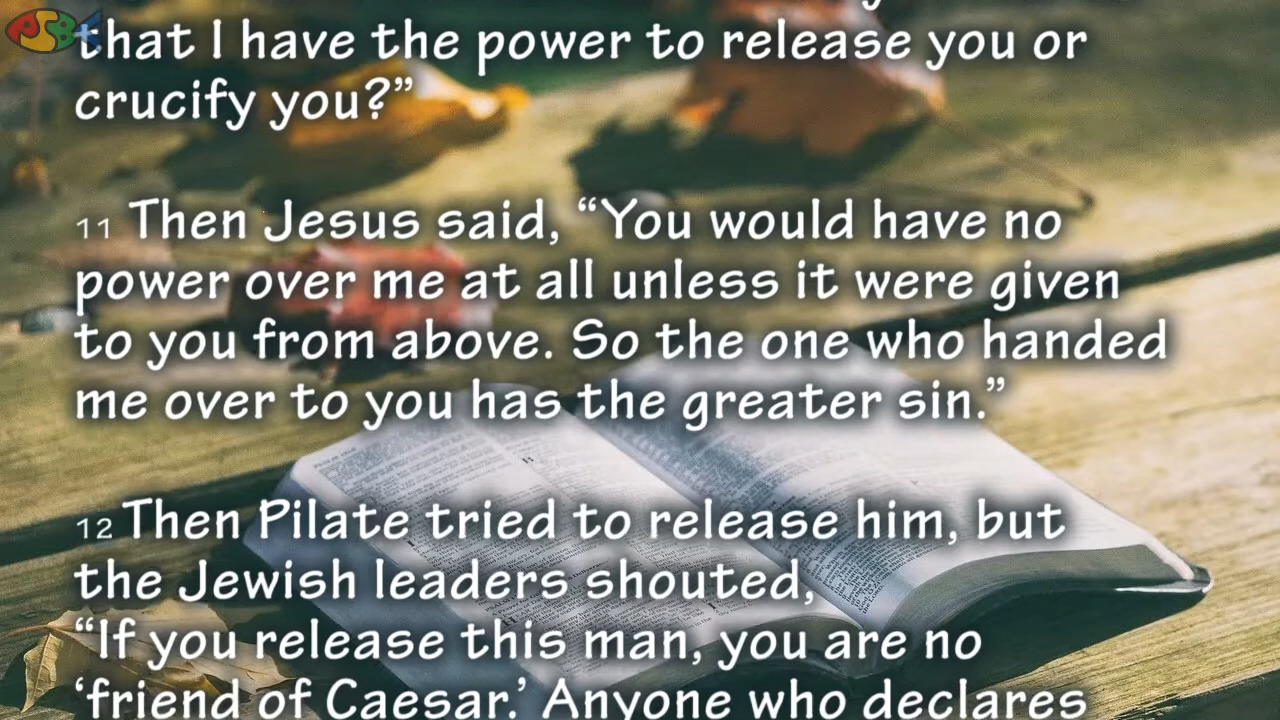 PSBC
that I have the power to release you or
crucify you?”
11 Then Jesus said, “You would have no
power over me at all unless it were given
to you from above. So the one who handed
me over to you has the greater sin.”
12 Then Pilate tried to release him, but
the Jewish leaders shouted,
“If you release this man, you are no
‘friend of Caesar.’ Anyone who declares